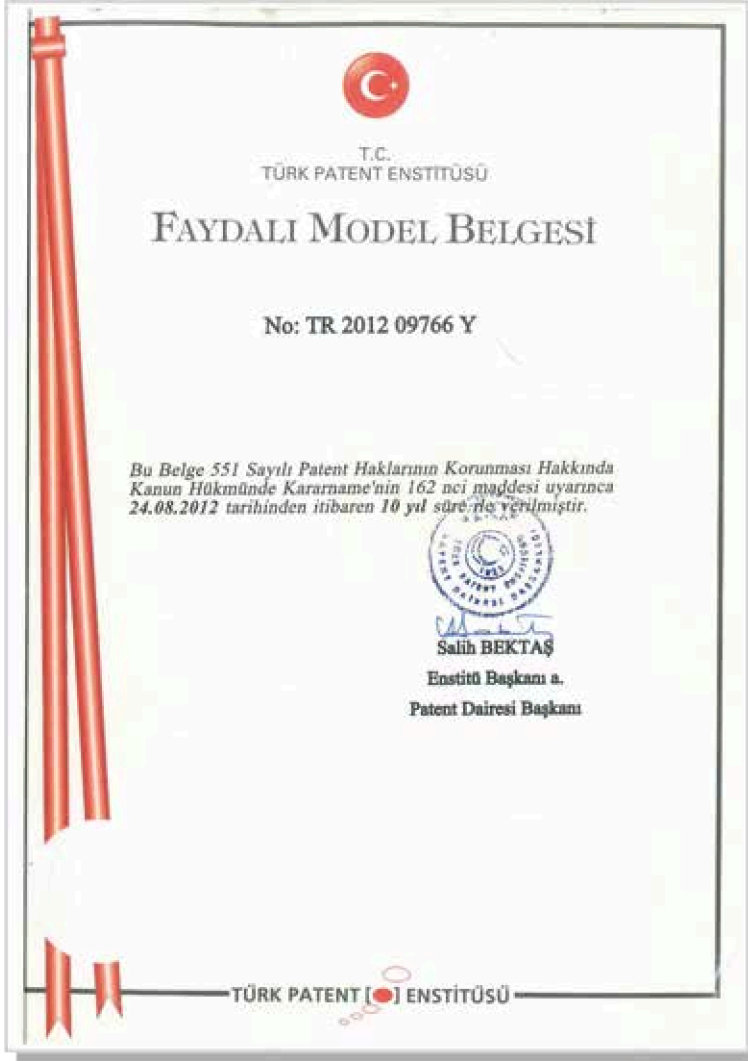 T.C.
TÜRK PATENT ENSTİTÜSÜ
FAYDALI MODEL BELGESİ
No: TR 2012 09766 Y
Bu Belge 551 Sayılı Patent Haklarının Korunması Hakkında
Kanun Hükmünde Kararname'nin 162 nci maddesi uyarınca
24.08.2012 tarihinden itibaren 10 yıl süre ile verilmiştir.
Salih BEKTAŞ
Enstitü Başkanı a.
Patent Dairesi Başkanı
TÜRK PATENT [ ] ENSTİTÜSÜ